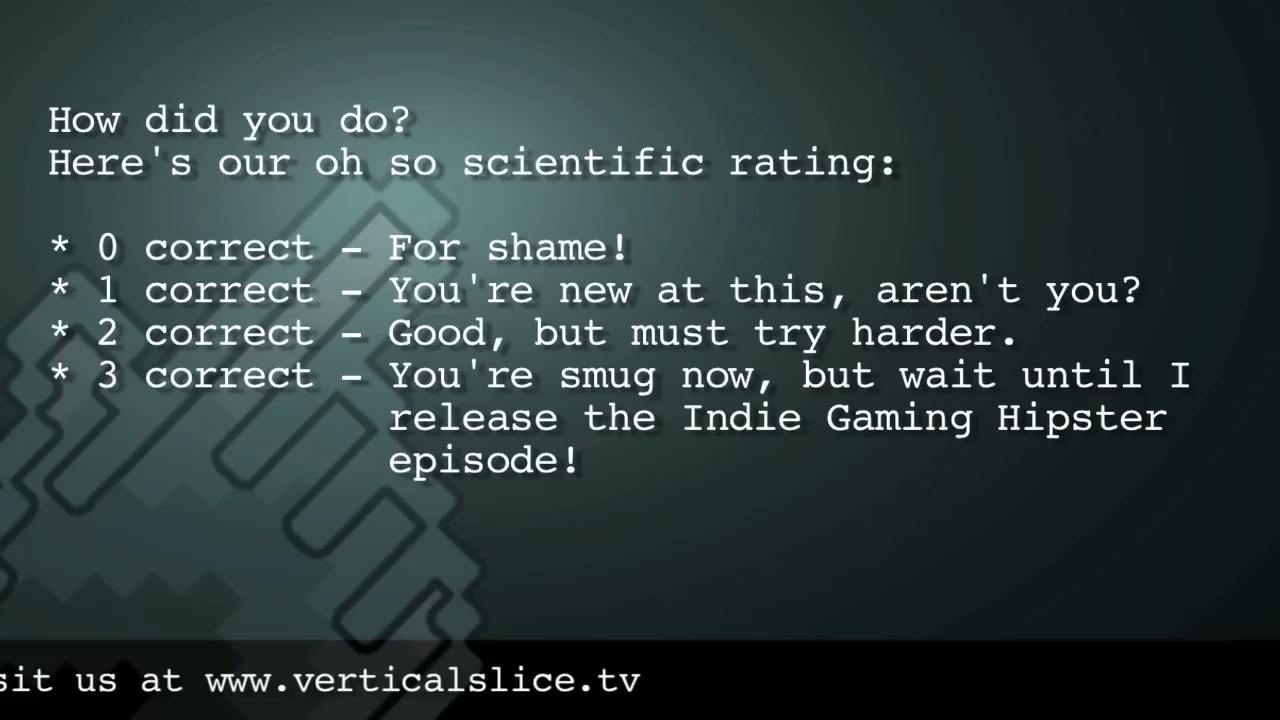 How did you do?
Here's our oh so scientific rating:
* 0 correct – For shame!
* 1 correct – You're new at this, aren't you?
* 2 correct – Good, but must try harder.
* 3 correct – You're smug now, but wait until I
release the Indie Gaming Hipster
episode!
sit us at www.verticalslice.tv